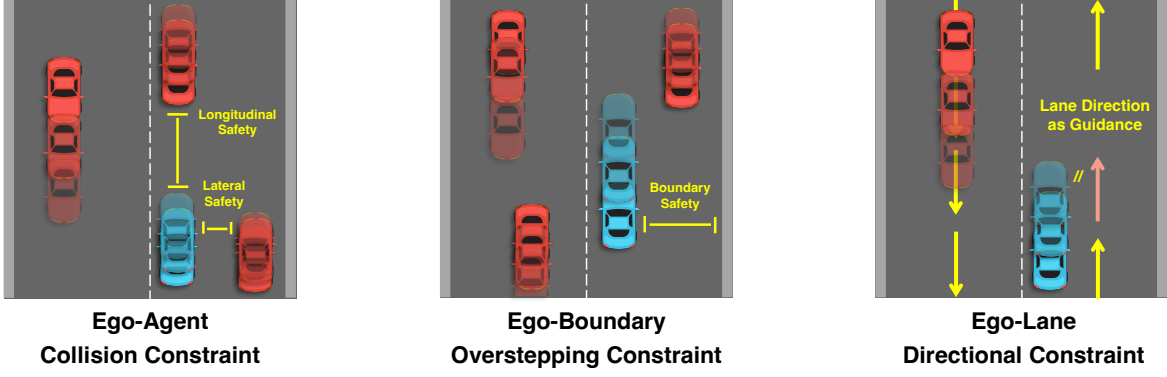 Longitudinal
Safety
Lateral
Safety
Ego-Agent
Collision Constraint
Boundary
Safety
Ego-Boundary
Overstepping Constraint
Lane Direction
as Guidance
//
Ego-Lane
Directional Constraint